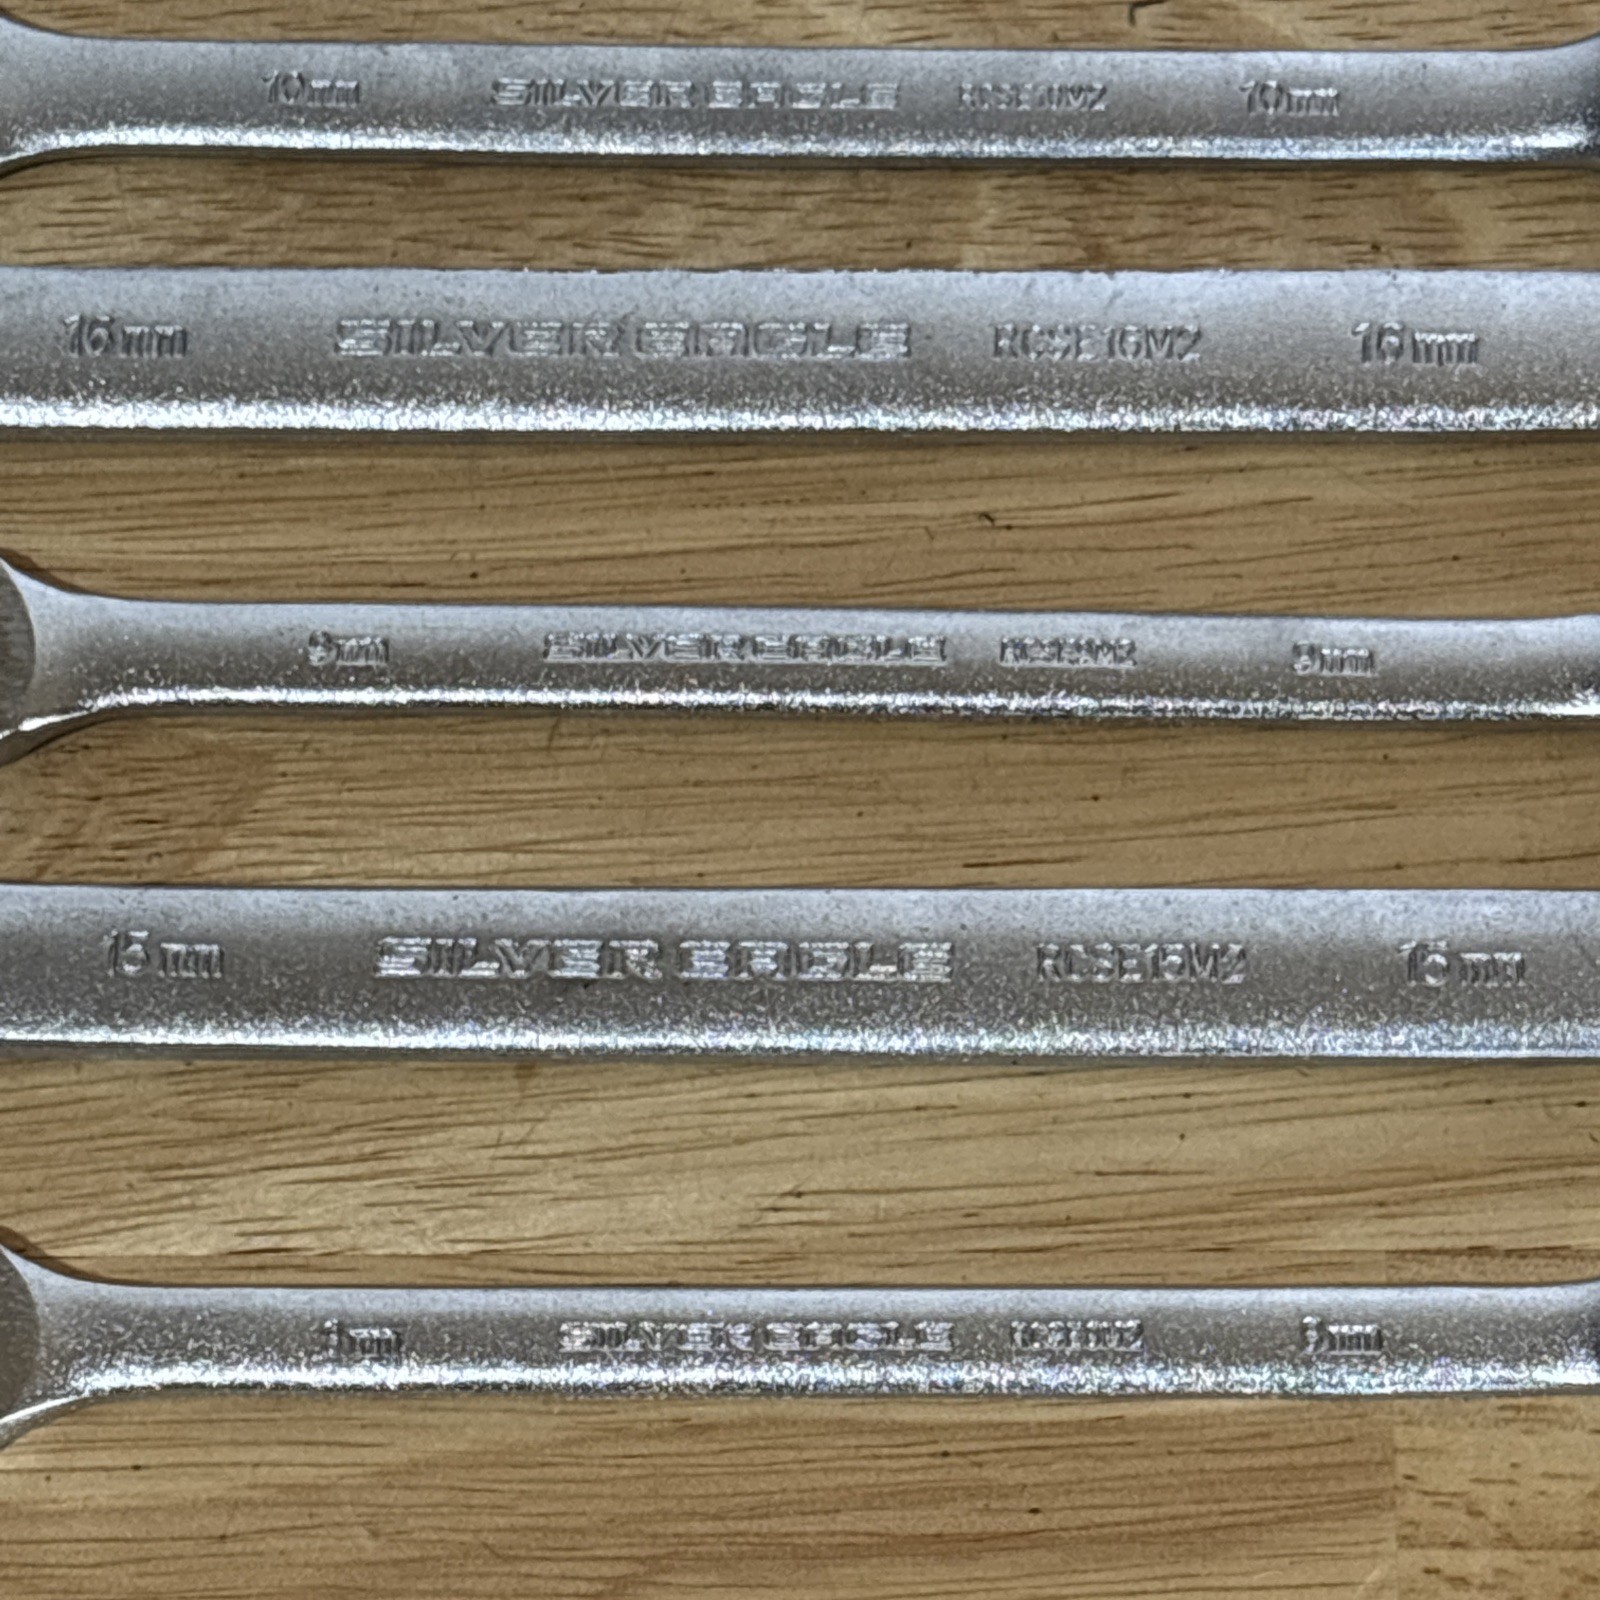 10mm SILVER EAGLE RCSE10M2 10mm
16mm SILVER EAGLE RCSE16M2 16mm
9mm SILVER EAGLE 9mm
15mm SILVER EAGLE RCSE15M2 15mm
SILVER EAGLE